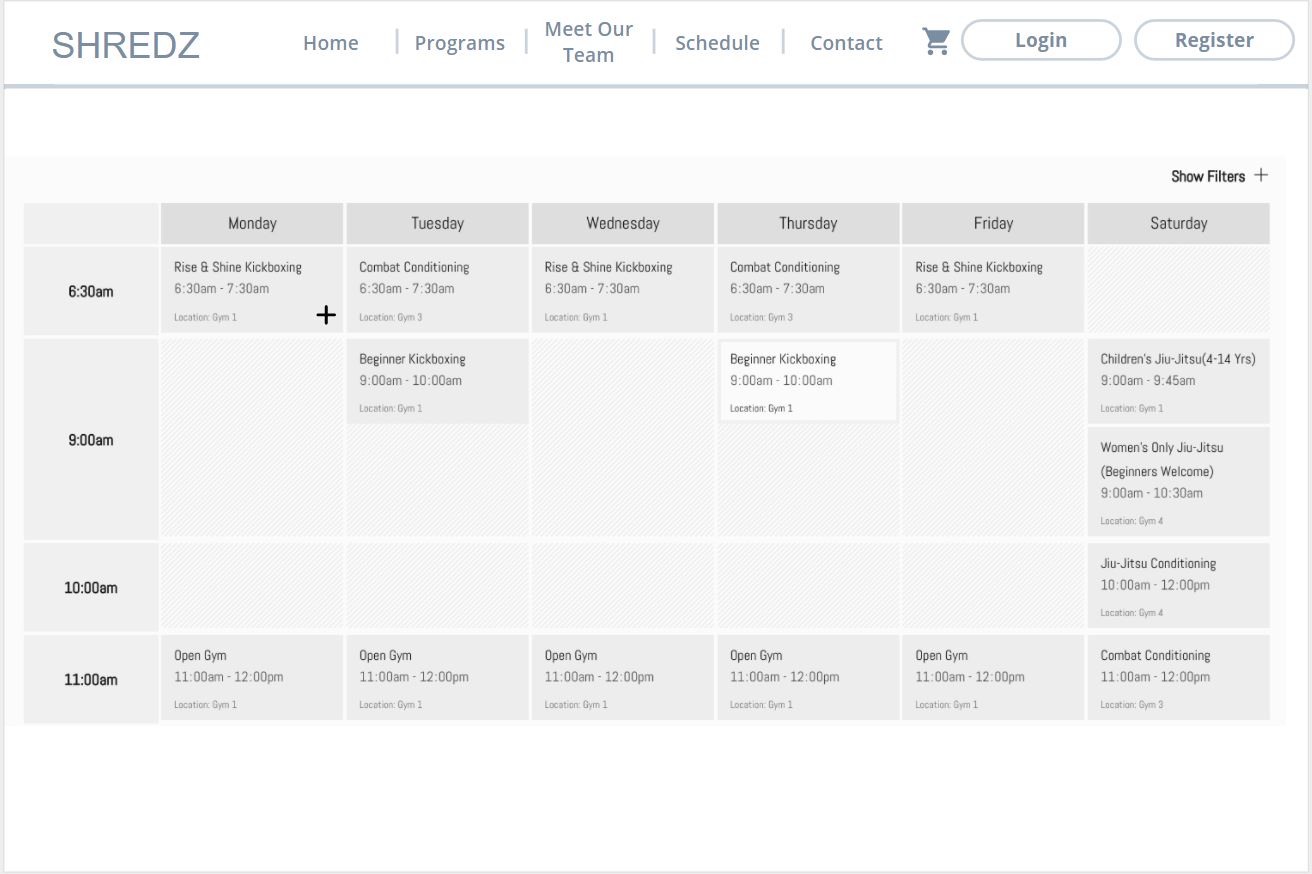 SHREDZ
Home
Programs
Meet Our
Team
Schedule
Contact
Login
Register
Show Filters
Monday
Tuesday
Wednesday
Thursday
Friday
Saturday
6:30am
Rise & Shine Kickboxing
6:30am - 7:30am
Location: Gym 1
Combat Conditioning
6:30am - 7:30am
Location: Gym 3
Rise & Shine Kickboxing
6:30am - 7:30am
Location: Gym 1
Combat Conditioning
6:30am - 7:30am
Location: Gym 3
Rise & Shine Kickboxing
6:30am - 7:30am
Location: Gym 1
9:00am
Beginner Kickboxing
9:00am - 10:00am
Location: Gym 1
Beginner Kickboxing
9:00am - 10:00am
Location: Gym 1
Children's Jiu-Jitsu(4-14 Yrs)
9:00am - 9:45am
Location: Gym 1
Women's Only Jiu-Jitsu
(Beginners Welcome)
9:00am - 10:30am
Location: Gym 4
10:00am
Jiu-Jitsu Conditioning
10:00am - 12:00pm
Location: Gym 4
11:00am
Open Gym
11:00am - 12:00pm
Location: Gym 1
Open Gym
11:00am - 12:00pm
Location: Gym 1
Open Gym
11:00am - 12:00pm
Location: Gym 1
Open Gym
11:00am - 12:00pm
Location: Gym 1
Open Gym
11:00am - 12:00pm
Location: Gym 1
Combat Conditioning
11:00am - 12:00pm
Location: Gym 3